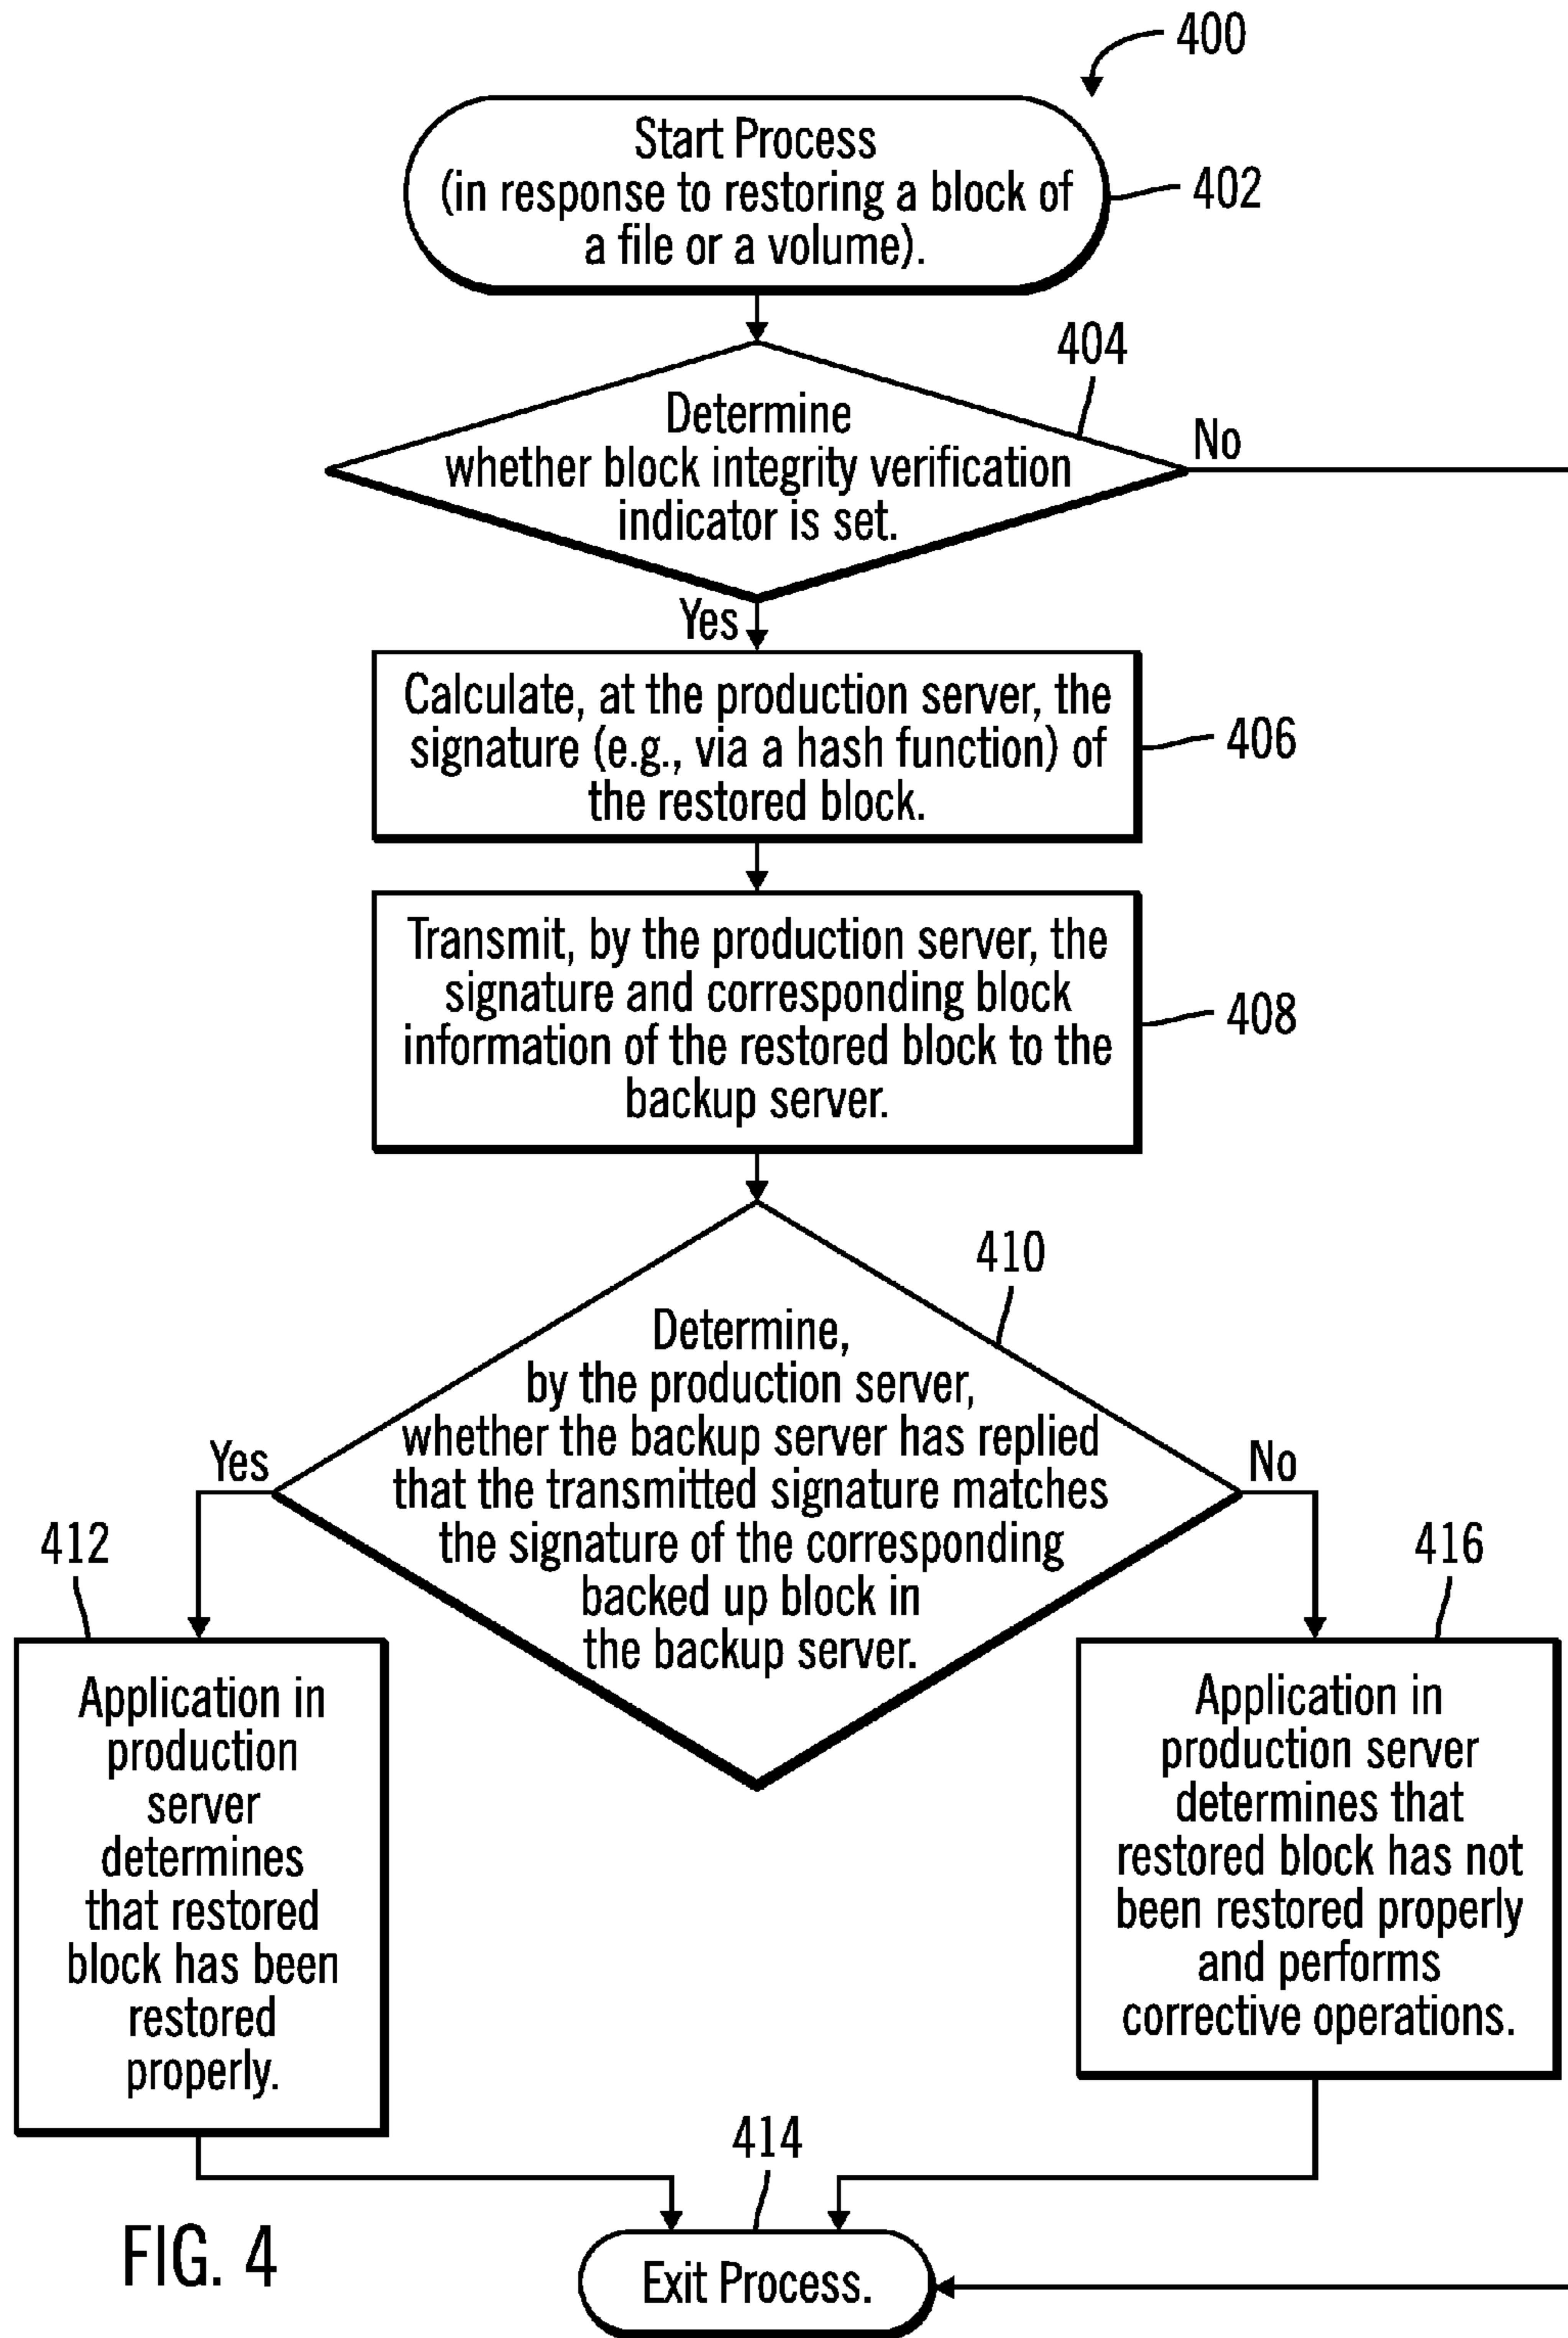 400
Start Process
(in response to restoring a block of
a file or a volume).
402
404
Determine
whether block integrity verification
indicator is set.
No
Yes
Calculate, at the production server, the
signature (e.g., via a hash function) of
the restored block.
406
Transmit, by the production server, the
signature and corresponding block
information of the restored block to the
backup server.
408
410
Determine,
by the production server,
whether the backup server has replied
that the transmitted signature matches
the signature of the corresponding
backed up block in
the backup server.
Yes
No
412
Application in
production
server
determines
that restored
block has been
restored
properly.
416
Application in
production server
determines that
restored block has not
been restored properly
and performs
corrective operations.
414
Exit Process.
FIG. 4